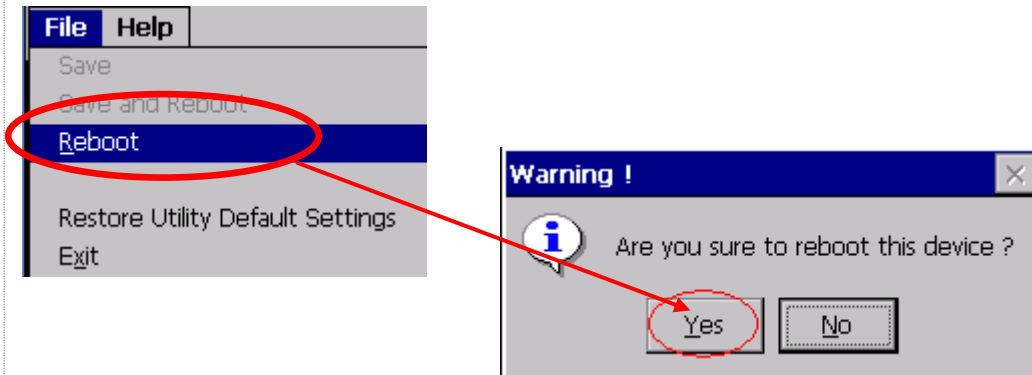 File Help
Save
Save and Reboot
Reboot
Restore Utility Default Settings
Exit
Warning !
Are you sure to reboot this device ?
Yes No